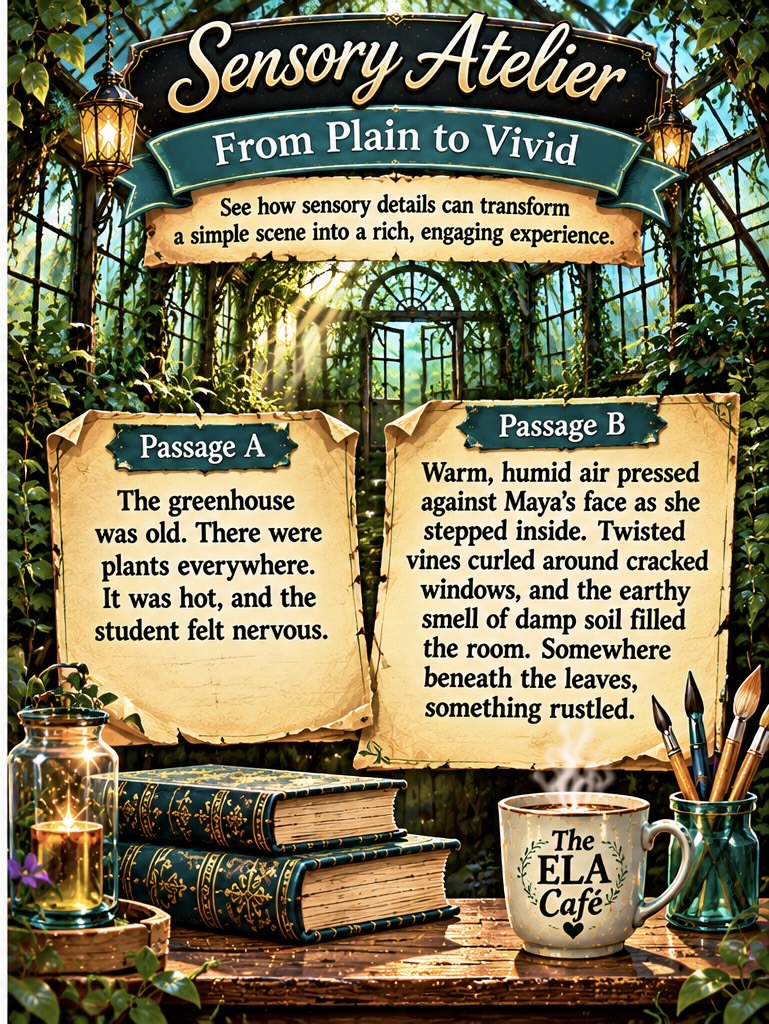 Sensory Atelier
From Plain to Vivid
See how sensory details can transform
a simple scene into a rich, engaging experience.
Passage A
The greenhouse
was old. There were
plants everywhere.
It was hot, and the
student felt nervous.
Passage B
Warm, humid air pressed
against Maya's face as she
stepped inside. Twisted
vines curled around cracked
windows, and the earthy
smell of damp soil filled
the room. Somewhere
beneath the leaves,
something rustled.
The
ELA
Café